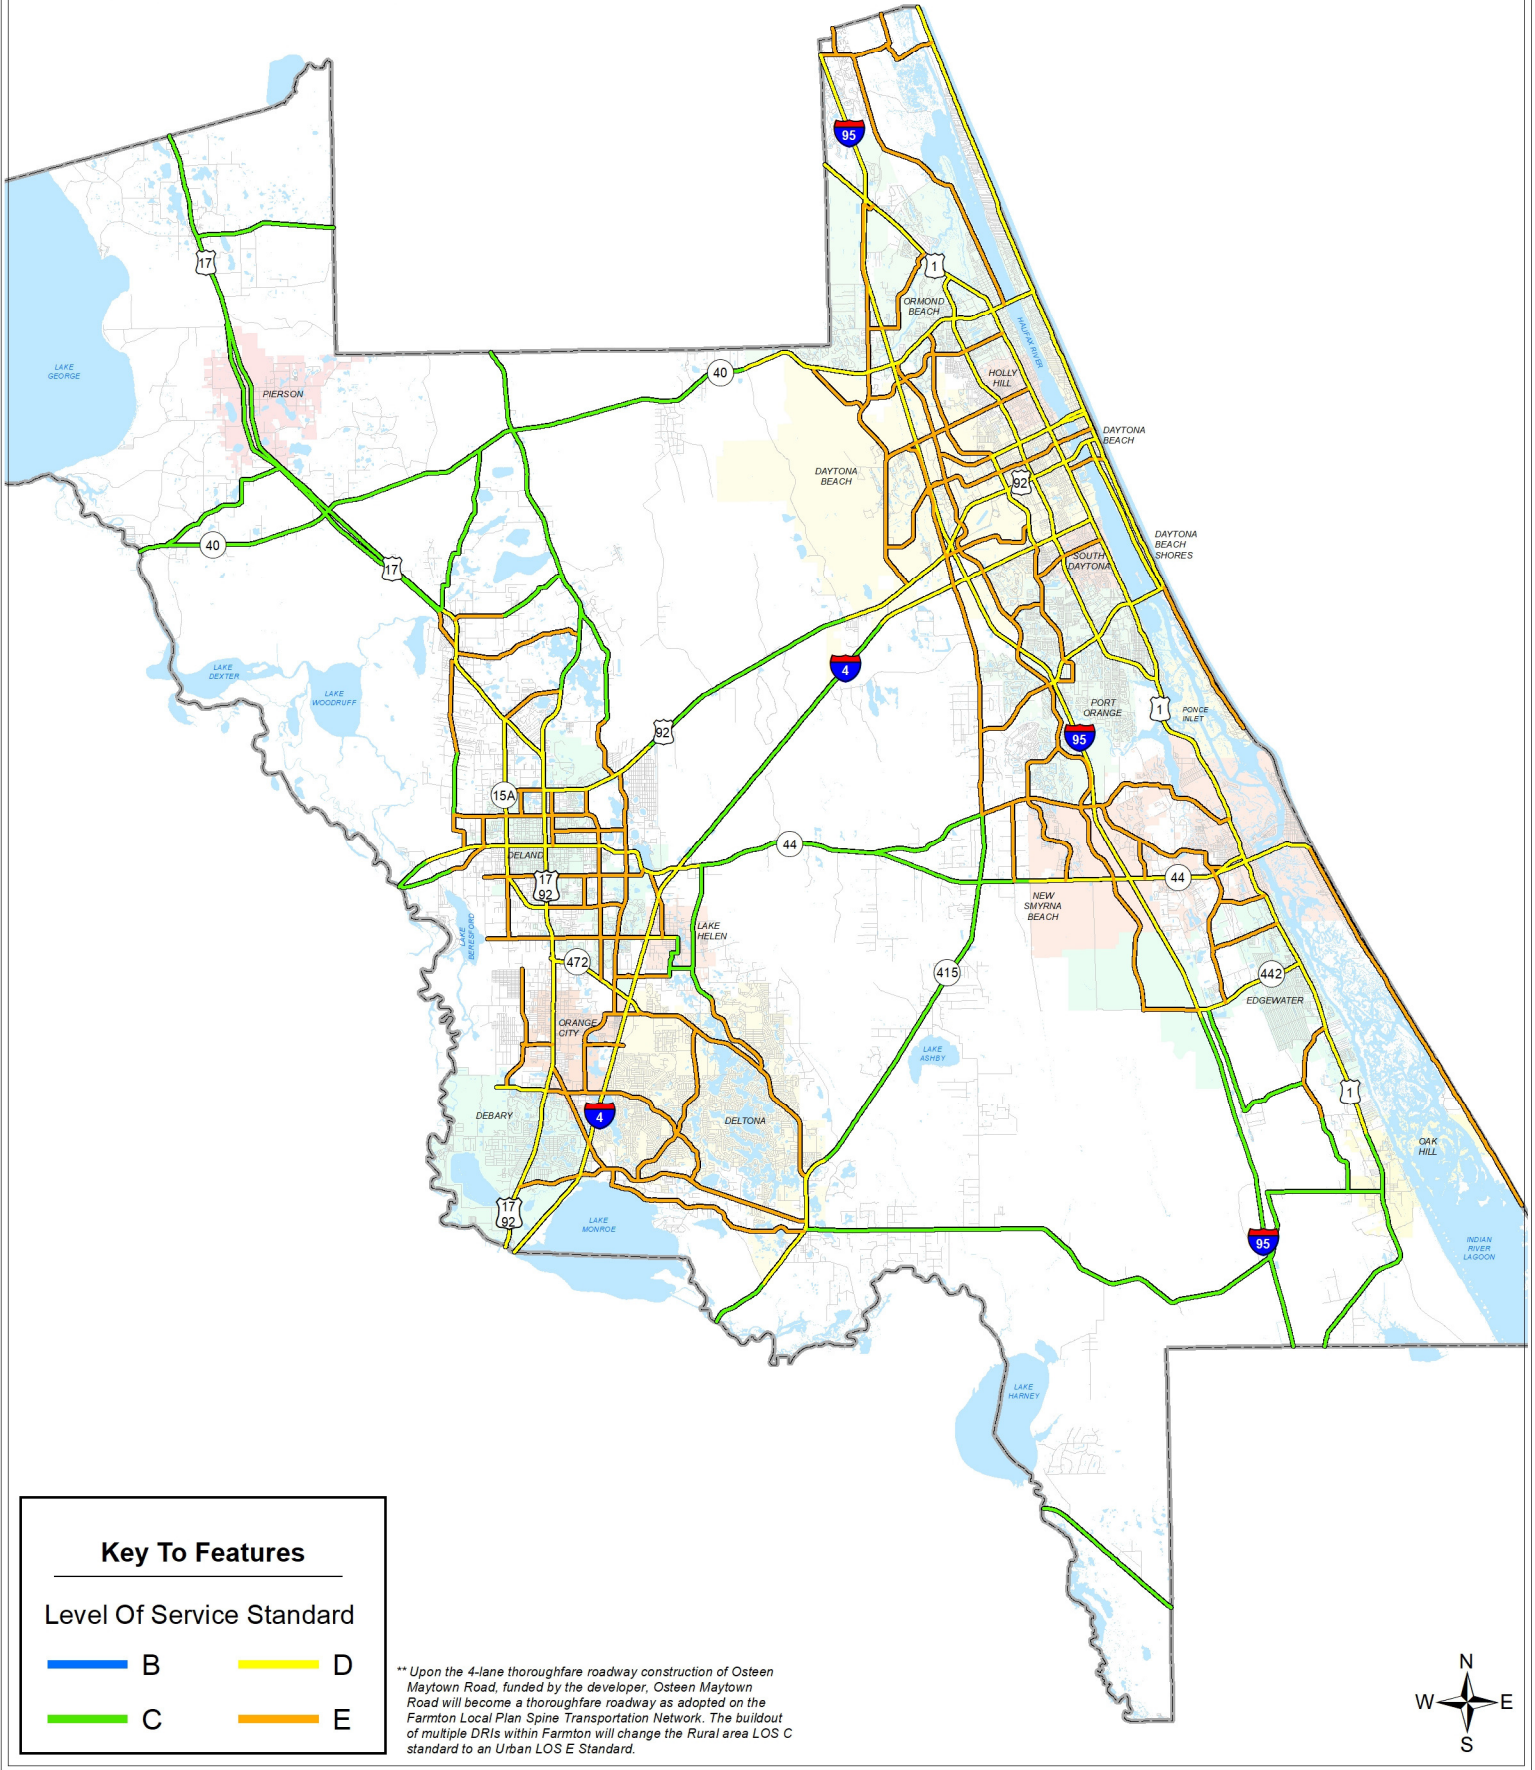 95
17
1
ORMOND
BEACH
HALIFAX RIVER
LAKE
GEORGE
40
HOLLY
HILL
PIERSON
DAYTONA
BEACH
DAYTONA
BEACH
92
40
17
DAYTONA
BEACH
SHORES
SOUTH
DAYTONA
4
LAKE
DEXTER
LAKE
WOODRUFF
92
PORT
ORANGE
1
PONCE
INLET
95
15A
44
DELAND
17
92
44
NEW
SMYRNA
BEACH
LAKE
BERESFORD
LAKE
HELEN
472
415
442
EDGEWATER
ORANGE
CITY
LAKE
ASHBY
1
4
DEBARY
DELTONA
OAK
HILL
17
92
LAKE
MONROE
95
INDIAN
RIVER
LAGOON
LAKE
HARNEY
Key To Features
Level Of Service Standard
B
D
C
E
** Upon the 4-lane thoroughfare roadway construction of Osteen
Maytown Road, funded by the developer, Osteen Maytown
Road will become a thoroughfare roadway as adopted on the
Farmton Local Plan Spine Transportation Network. The buildout
of multiple DRIs within Farmton will change the Rural area LOS C
standard to an Urban LOS E Standard.
N
W E
S